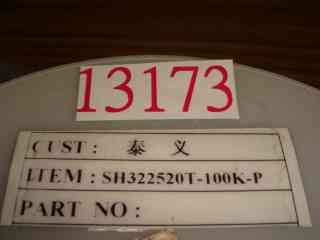 13173
CUST: 泰 义
ITEM: SH322520T-100K-P
PART NO: